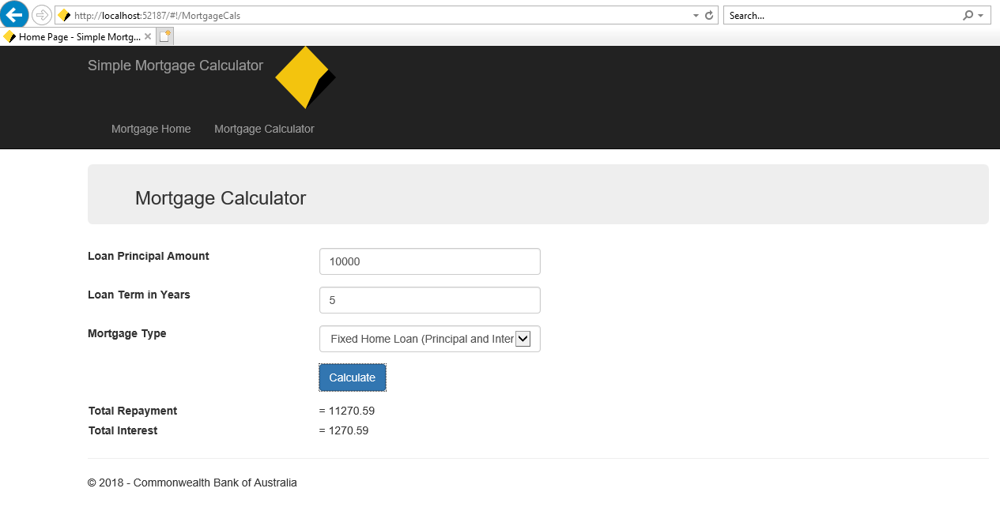 http://localhost:52187/#!/MortgageCals
Search...
Home Page - Simple Mortg...
Simple Mortgage Calculator
Mortgage Home Mortgage Calculator
Mortgage Calculator
Loan Principal Amount 10000
Loan Term in Years 5
Mortgage Type Fixed Home Loan (Principal and Inter
Calculate
Total Repayment = 11270.59
Total Interest = 1270.59
© 2018 - Commonwealth Bank of Australia